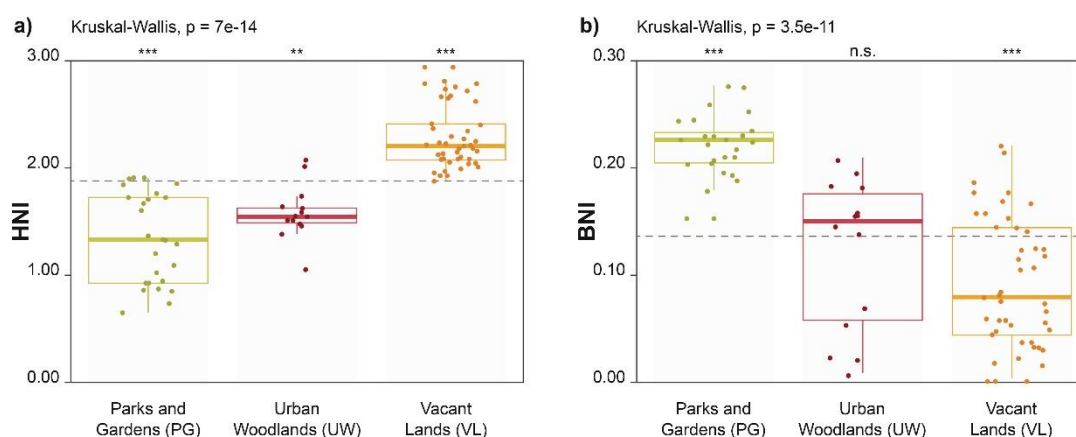 a)
Kruskal-Wallis, p = 7e-14
*** ** ***
3.00
2.00
1.00
0.00
HNI
Parks and
Gardens (PG)
Urban
Woodlands (UW)
Vacant
Lands (VL)
b)
Kruskal-Wallis, p = 3.5e-11
*** n.s. ***
0.30
0.20
0.10
0.00
BNI
Parks and
Gardens (PG)
Urban
Woodlands (UW)
Vacant
Lands (VL)